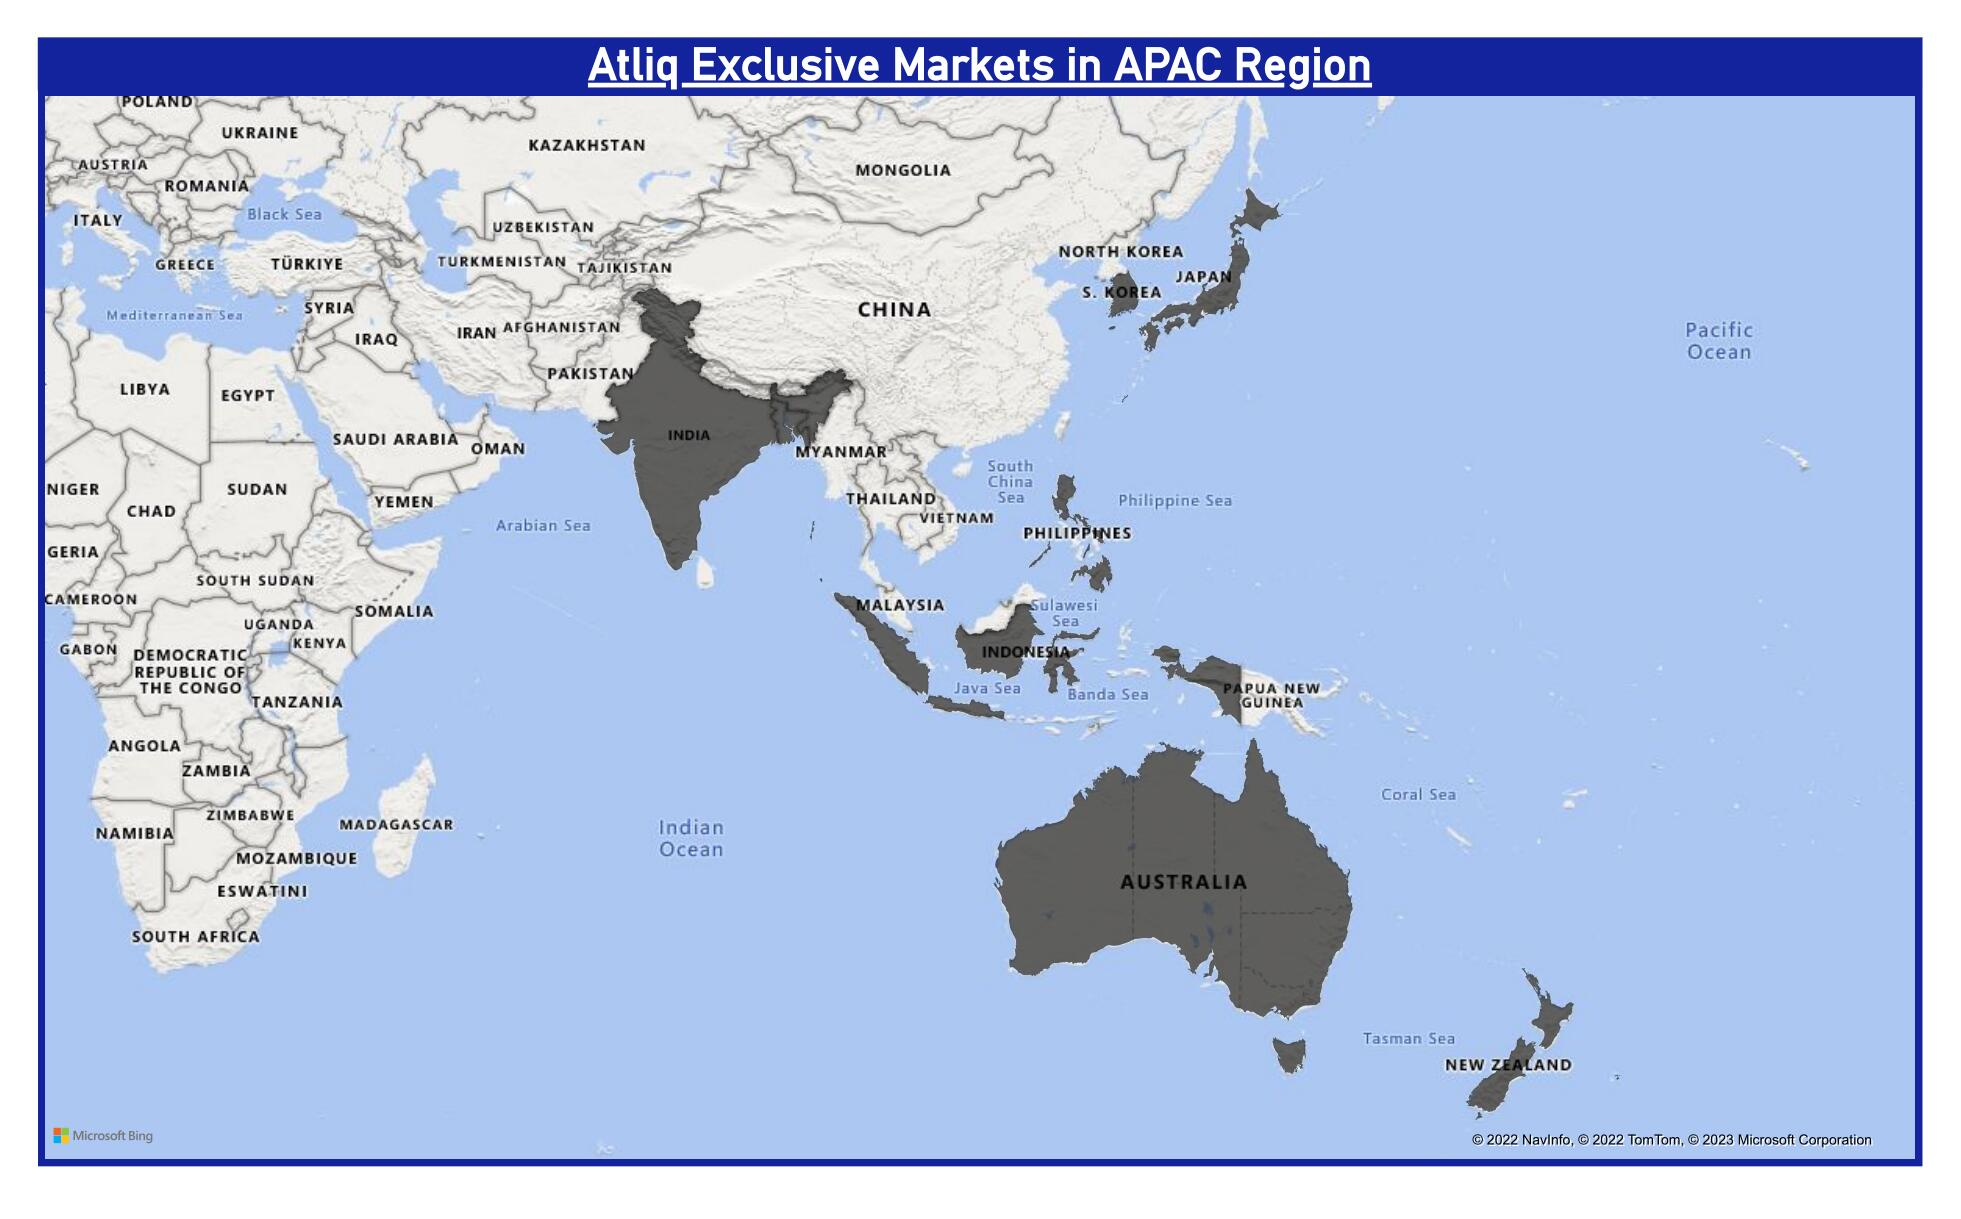 Atliq Exclusive Markets in APAC Region
POLAND
UKRAINE
KAZAKHSTAN
AUSTRIA
MONGOLIA
ROMANIA
Black Sea
ITALY
UZBEKISTAN
NORTH KOREA
GREECE
TÜRKIYE
TURKMENISTAN
TAJIKISTAN
JAPAN
S. KOREA
SYRIA
CHINA
Mediterranean Sea
IRAN
AFGHANISTAN
IRAQ
Pacific
Ocean
PAKISTAN
LIBYA
EGYPT
SAUDI ARABIA
OMAN
INDIA
MYANMAR
South
China
Sea
NIGER
SUDAN
YEMEN
THAILAND
Philippine Sea
CHAD
VIETNAM
Arabian Sea
PHILIPPINES
GERIA
SOUTH SUDAN
CAMEROON
SOMALIA
MALAYSIA
Sulawesi
Sea
UGANDA
KENYA
GABON
DEMOCRATIC
REPUBLIC OF
THE CONGO
INDONESIA
Java Sea
Banda Sea
PAPUA NEW
GUINEA
TANZANIA
ANGOLA
ZAMBIA
Coral Sea
ZIMBABWE
MADAGASCAR
NAMIBIA
Indian
Ocean
MOZAMBIQUE
AUSTRALIA
ESWATINI
SOUTH AFRICA
Tasman Sea
NEW ZEALAND
Microsoft Bing
© 2022 NavInfo, © 2022 TomTom, © 2023 Microsoft Corporation